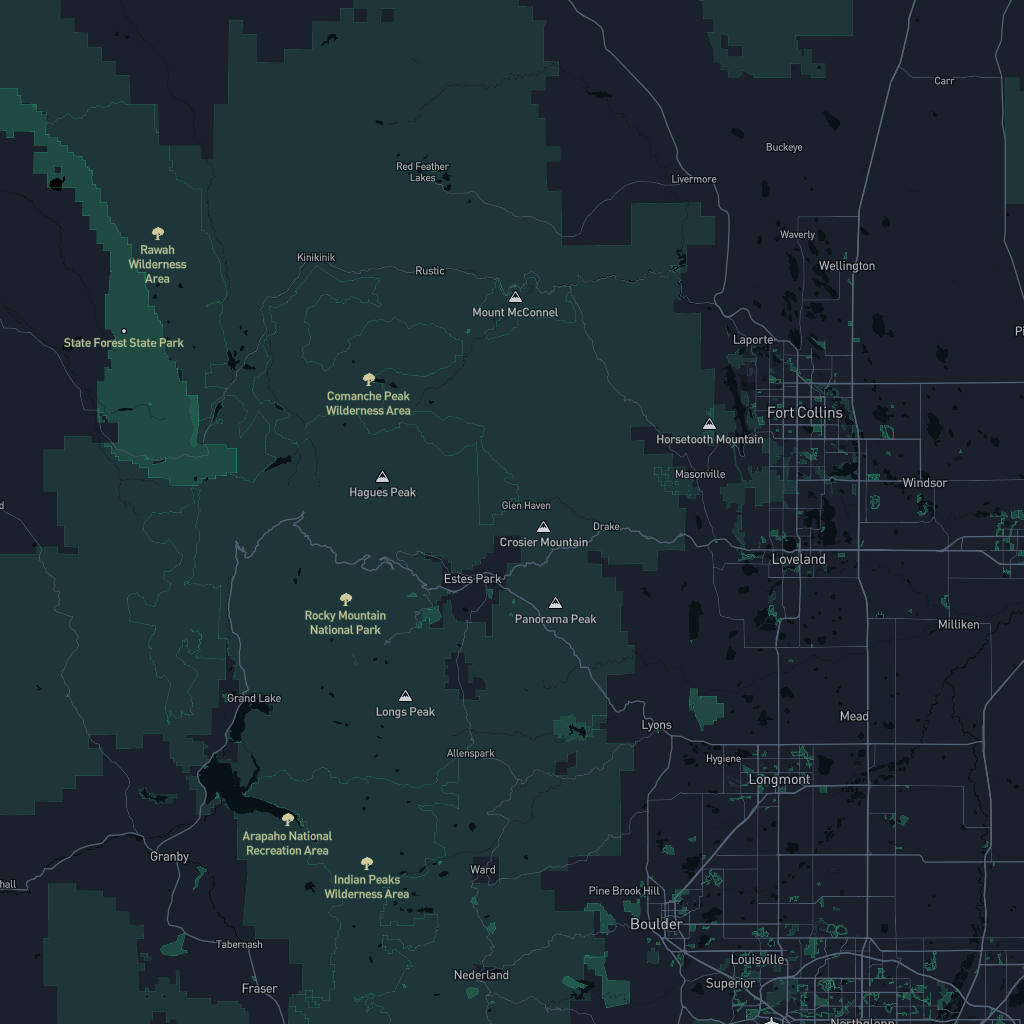 Carr
Buckeye
Red Feather
Lakes
Livermore
Rawah
Wilderness
Area
Waverly
Kinikinik
Rustic
Wellington
Mount McConnel
State Forest State Park
Laporte
Comanche Peak
Wilderness Area
Fort Collins
Horsetooth Mountain
Masonville
Windsor
Hagues Peak
Glen Haven
Drake
Crosier Mountain
Loveland
Estes Park
Rocky Mountain
National Park
Panorama Peak
Milliken
Grand Lake
Longs Peak
Mead
Lyons
Allenspark
Hygiene
Longmont
Arapaho National
Recreation Area
Granby
Ward
Indian Peaks
Wilderness Area
Pine Brook Hill
Boulder
Tabernash
Louisville
Nederland
Superior
Fraser